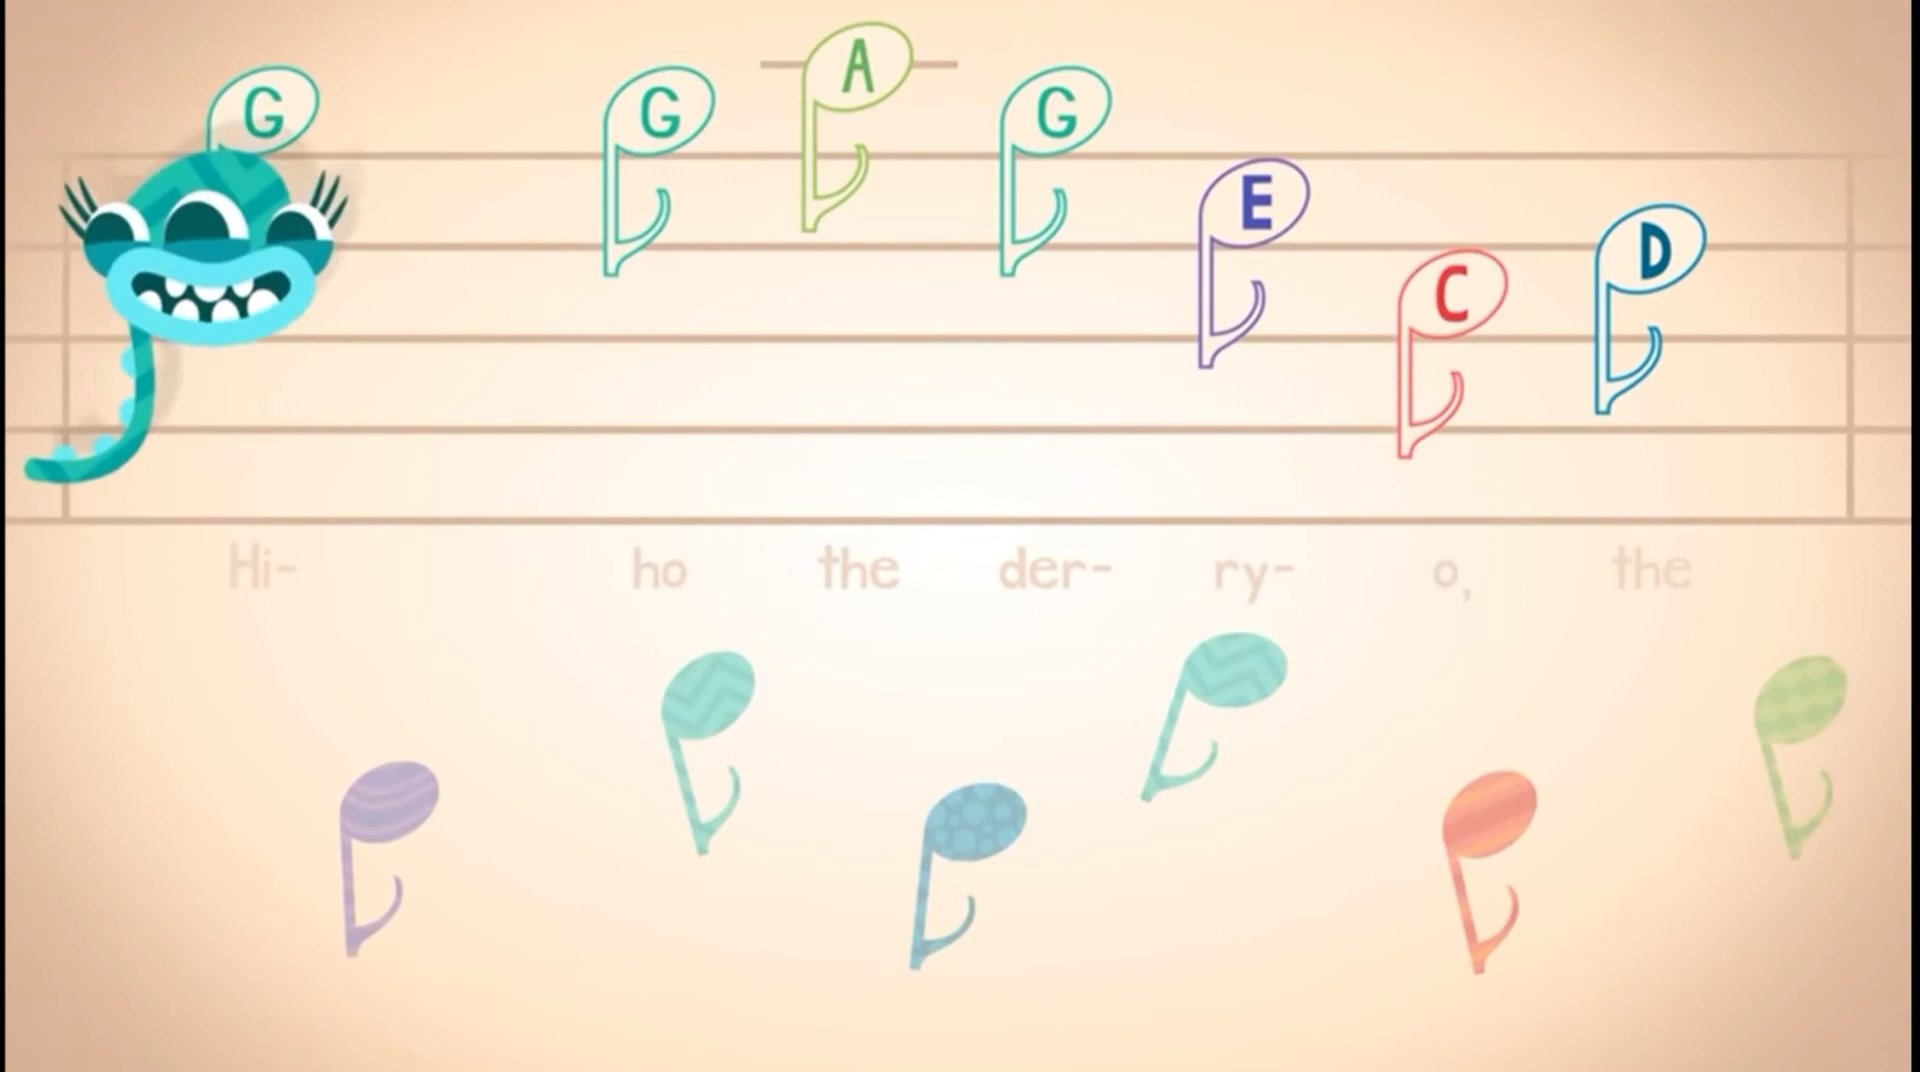 G G A G E C D
Hi- ho the der- ry- o, the